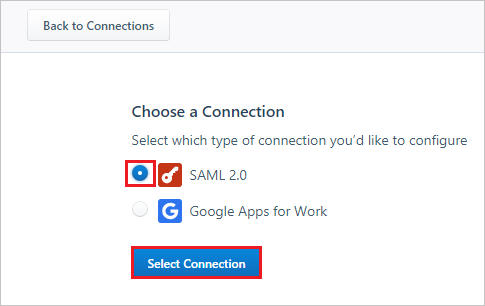 Back to Connections
Choose a Connection
Select which type of connection you'd like to configure
SAML 2.0
Google Apps for Work
Select Connection